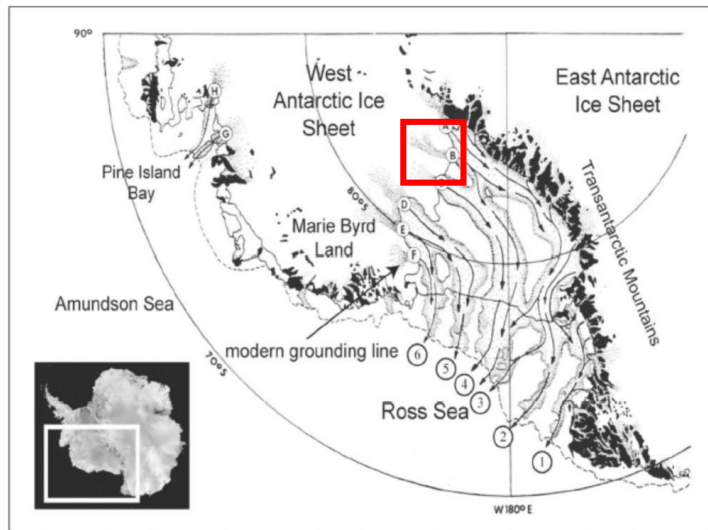 90°
West
Antarctic Ice
Sheet
East Antarctic
Ice Sheet
H
G
A
B
Pine Island
Bay
80°S
D
E
F
Marie Byrd
Land
Transantarctic Mountains
Amundson Sea
modern grounding line
70°S
6
5
4
3
2
1
Ross Sea
W 180° E